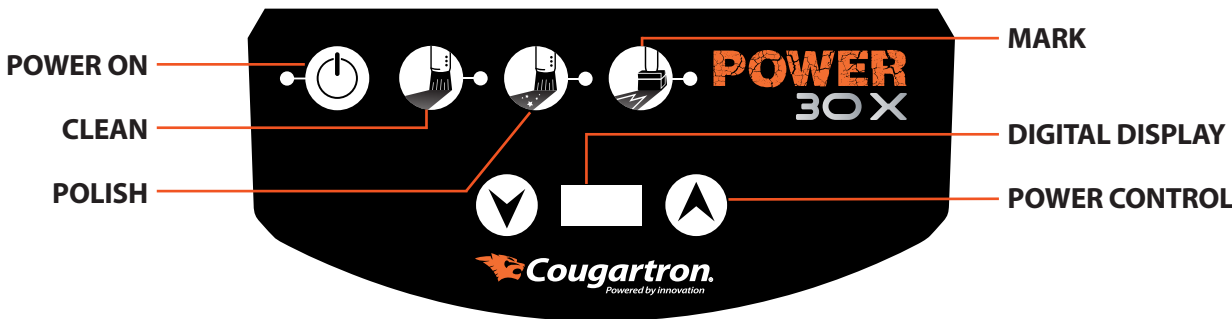 POWER ON
CLEAN
POLISH
POWER
30X
MARK
DIGITAL DISPLAY
POWER CONTROL
Cougartron.
Powered by innovation